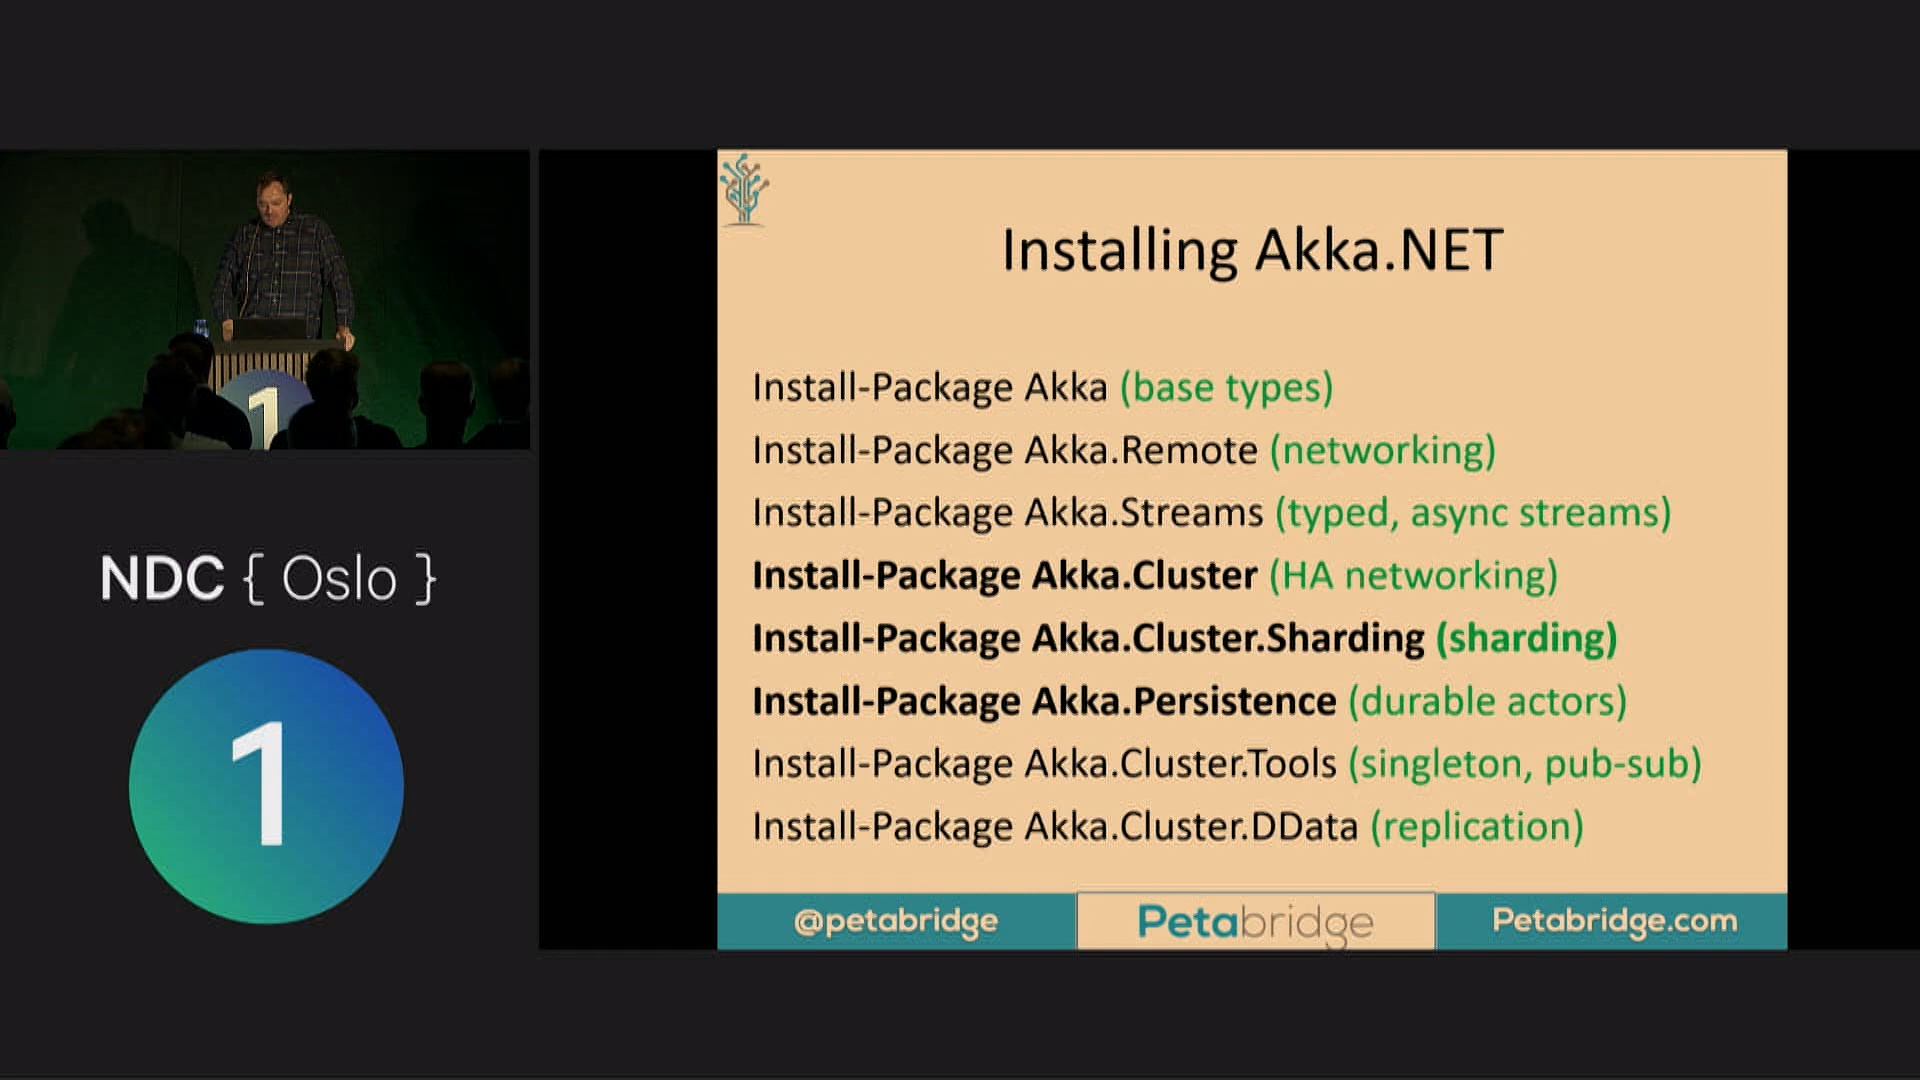 1
NDC { Oslo }
1
Installing Akka.NET
Install-Package Akka (base types)
Install-Package Akka.Remote (networking)
Install-Package Akka.Streams (typed, async streams)
Install-Package Akka.Cluster (HA networking)
Install-Package Akka.Cluster.Sharding (sharding)
Install-Package Akka.Persistence (durable actors)
Install-Package Akka.Cluster.Tools (singleton, pub-sub)
Install-Package Akka.Cluster.DData (replication)
@petabridge
Petabridge
Petabridge.com